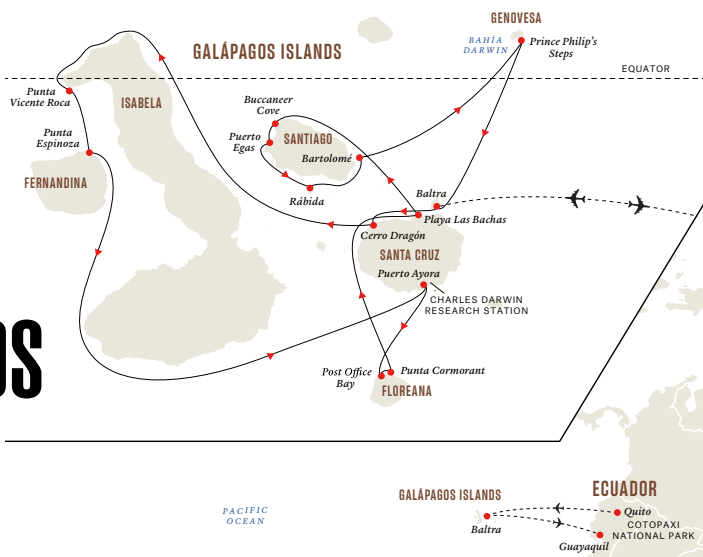 GENOVESA
BAHÍA
DARWIN
Prince Philip's
Steps
GALÁPAGOS ISLANDS
EQUATOR
Punta
Vicente Roca
ISABELA
Buccaneer
Cove
Puerto
Egas
SANTIAGO
Bartolomé
Punta
Espinoza
FERNANDINA
Rábida
Baltra
Playa Las Bachas
Cerro Dragón
SANTA CRUZ
Puerto Ayora
CHARLES DARWIN
RESEARCH STATION
OS
Post Office
Bay
Punta Cormorant
FLOREANA
PACIFIC
OCEAN
GALÁPAGOS ISLANDS
Baltra
ECUADOR
Quito
COTOPAXI
NATIONAL PARK
Guayaquil